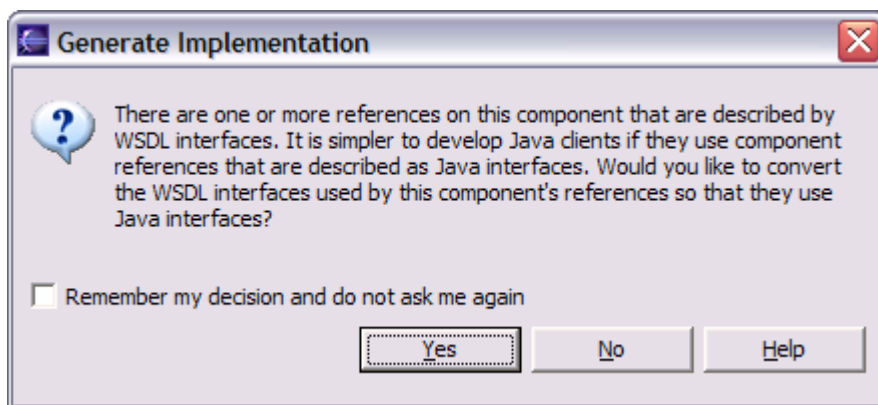 Generate Implementation
There are one or more references on this component that are described by
WSDL interfaces. It is simpler to develop Java clients if they use component
references that are described as Java interfaces. Would you like to convert
the WSDL interfaces used by this component's references so that they use
Java interfaces?
Remember my decision and do not ask me again
Yes No Help